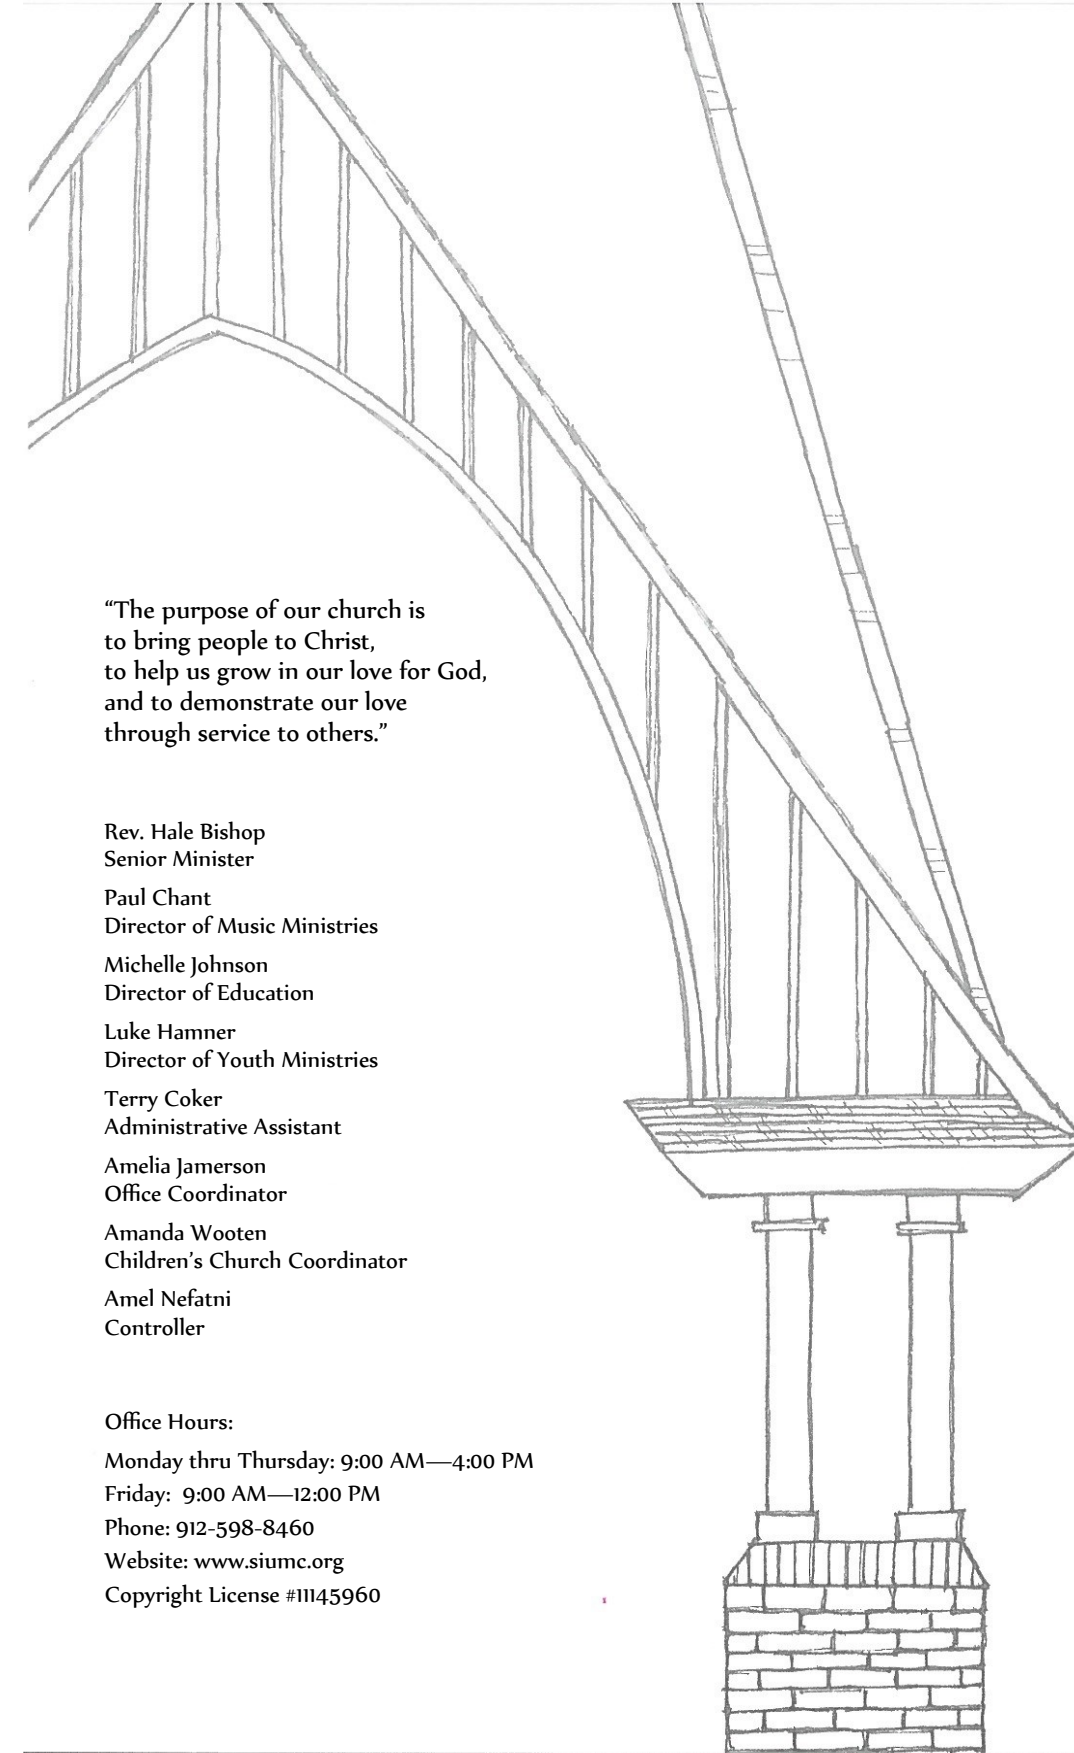 “The purpose of our church is
to bring people to Christ,
to help us grow in our love for God,
and to demonstrate our love
through service to others.”
Rev. Hale Bishop
Senior Minister
Paul Chant
Director of Music Ministries
Michelle Johnson
Director of Education
Luke Hamner
Director of Youth Ministries
Terry Coker
Administrative Assistant
Amelia Jamerson
Office Coordinator
Amanda Wooten
Children’s Church Coordinator
Amel Nefatni
Controller
Office Hours:
Monday thru Thursday: 9:00 AM—4:00 PM
Friday:  9:00 AM—12:00 PM
Phone: 912-598-8460
Website: www.siumc.org
Copyright License #11145960